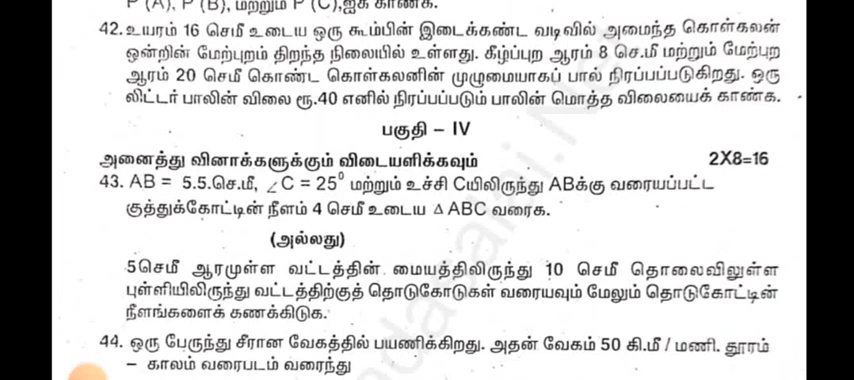 P (A), P (B), மற்றும் P (C),ஐக் காண்க.
42. உயரம் 16 செமீ உடைய ஒரு கூம்பின் இடைக்கண்ட வடிவில் அமைந்த கொள்கலன்
ஒன்றின் மேற்புறம் திறந்த நிலையில் உள்ளது. கீழ்ப்புற ஆரம் 8 செ.மீ மற்றும் மேற்புற
ஆரம் 20 செமீ கொண்ட கொள்கலனின் முழுமையாகப் பால் நிரப்பப்படுகிறது. ஒரு
லிட்டர் பாலின் விலை ரூ.40 எனில் நிரப்பப்படும் பாலின் மொத்த விலையைக் காண்க.
பகுதி – IV
அனைத்து வினாக்களுக்கும் விடையளிக்கவும் 2X8=16
43. AB = 5.5.செ.மீ, ∠C = 25⁰ மற்றும் உச்சி Cயிலிருந்து ABக்கு வரையப்பட்ட
குத்துக்கோட்டின் நீளம் 4 செமீ உடைய Δ ABC வரைக.
(அல்லது)
5செமீ ஆரமுள்ள வட்டத்தின் மையத்திலிருந்து 10 செமீ தொலைவிலுள்ள
புள்ளியிலிருந்து வட்டத்திற்குத் தொடுகோடுகள் வரையவும் மேலும் தொடுகோட்டின்
நீளங்களைக் கணக்கிடுக.
44. ஒரு பேருந்து சீரான வேகத்தில் பயணிக்கிறது. அதன் வேகம் 50 கி.மீ / மணி. தூரம்
– காலம் வரைபடம் வரைந்து